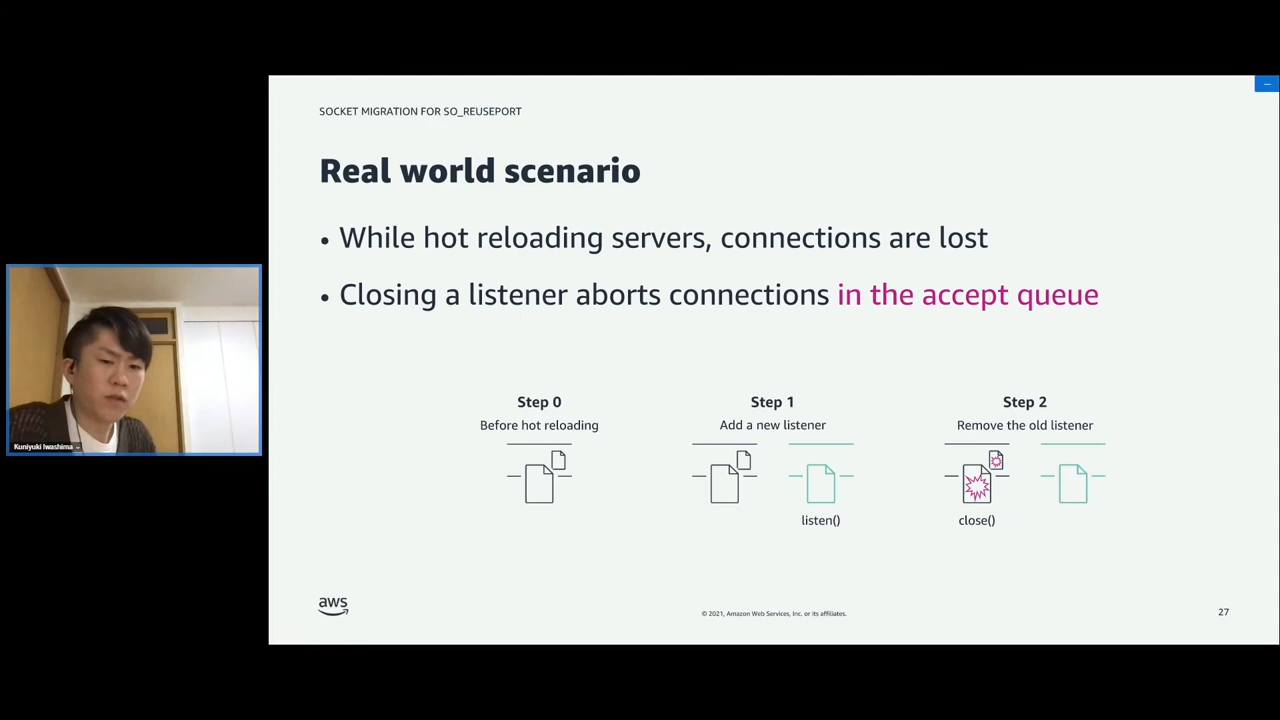 SOCKET MIGRATION FOR SO_REUSEPORT
Real world scenario
• While hot reloading servers, connections are lost
• Closing a listener aborts connections in the accept queue
Step 0
Before hot reloading
Step 1
Add a new listener
listen()
Step 2
Remove the old listener
close()
Kuniyuki Iwashima
aws
© 2021, Amazon Web Services, Inc. or its affiliates.
27